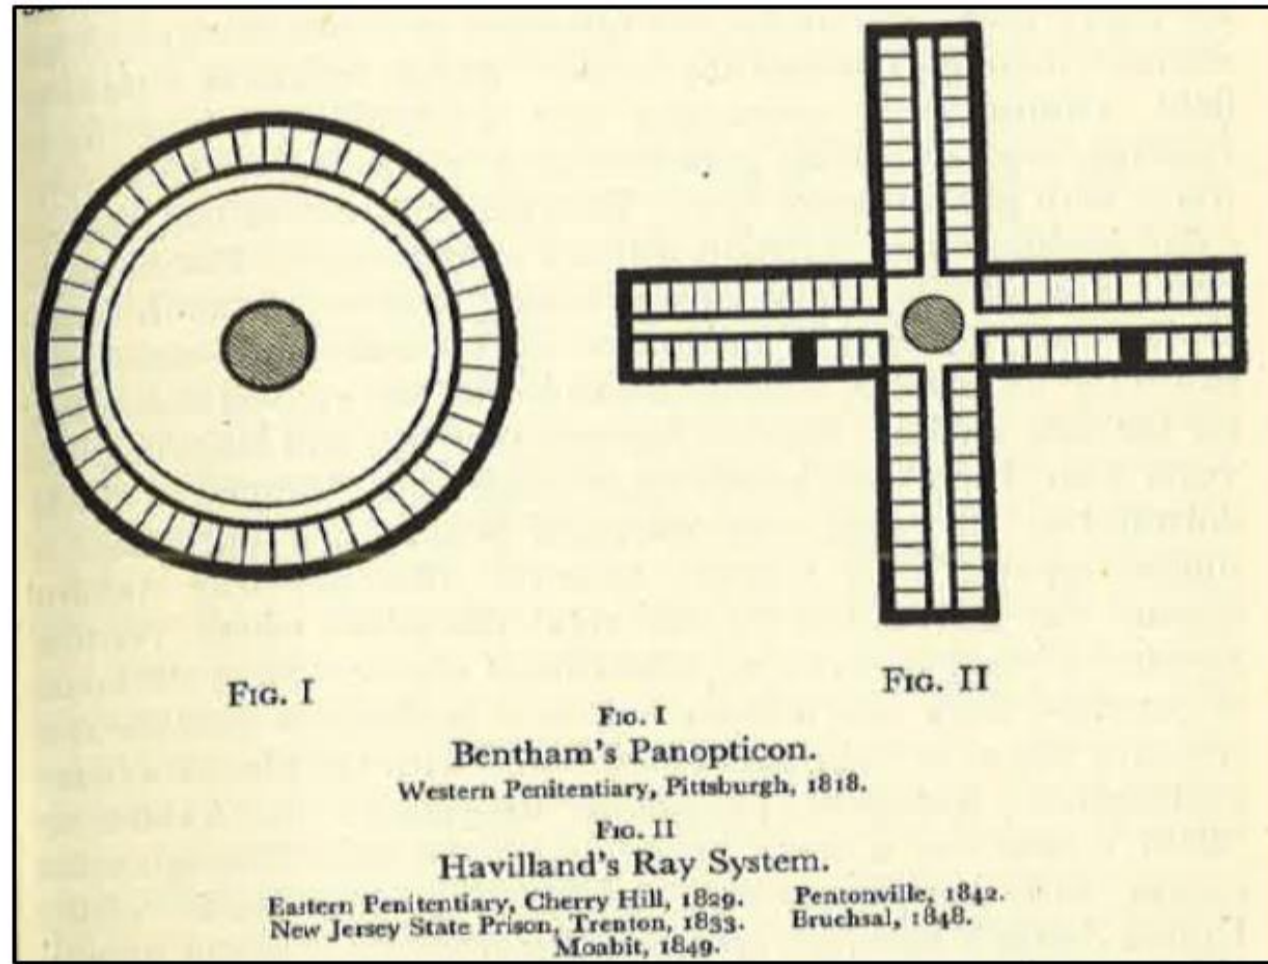 FIG. I
FIG. II
FIG. I
Bentham's Panopticon.
Western Penitentiary, Pittsburgh, 1818.
FIG. II
Havilland's Ray System.
Eastern Penitentiary, Cherry Hill, 1829. Pentonville, 1842.
New Jersey State Prison, Trenton, 1833. Bruchsal, 1848.
Moabit, 1849.